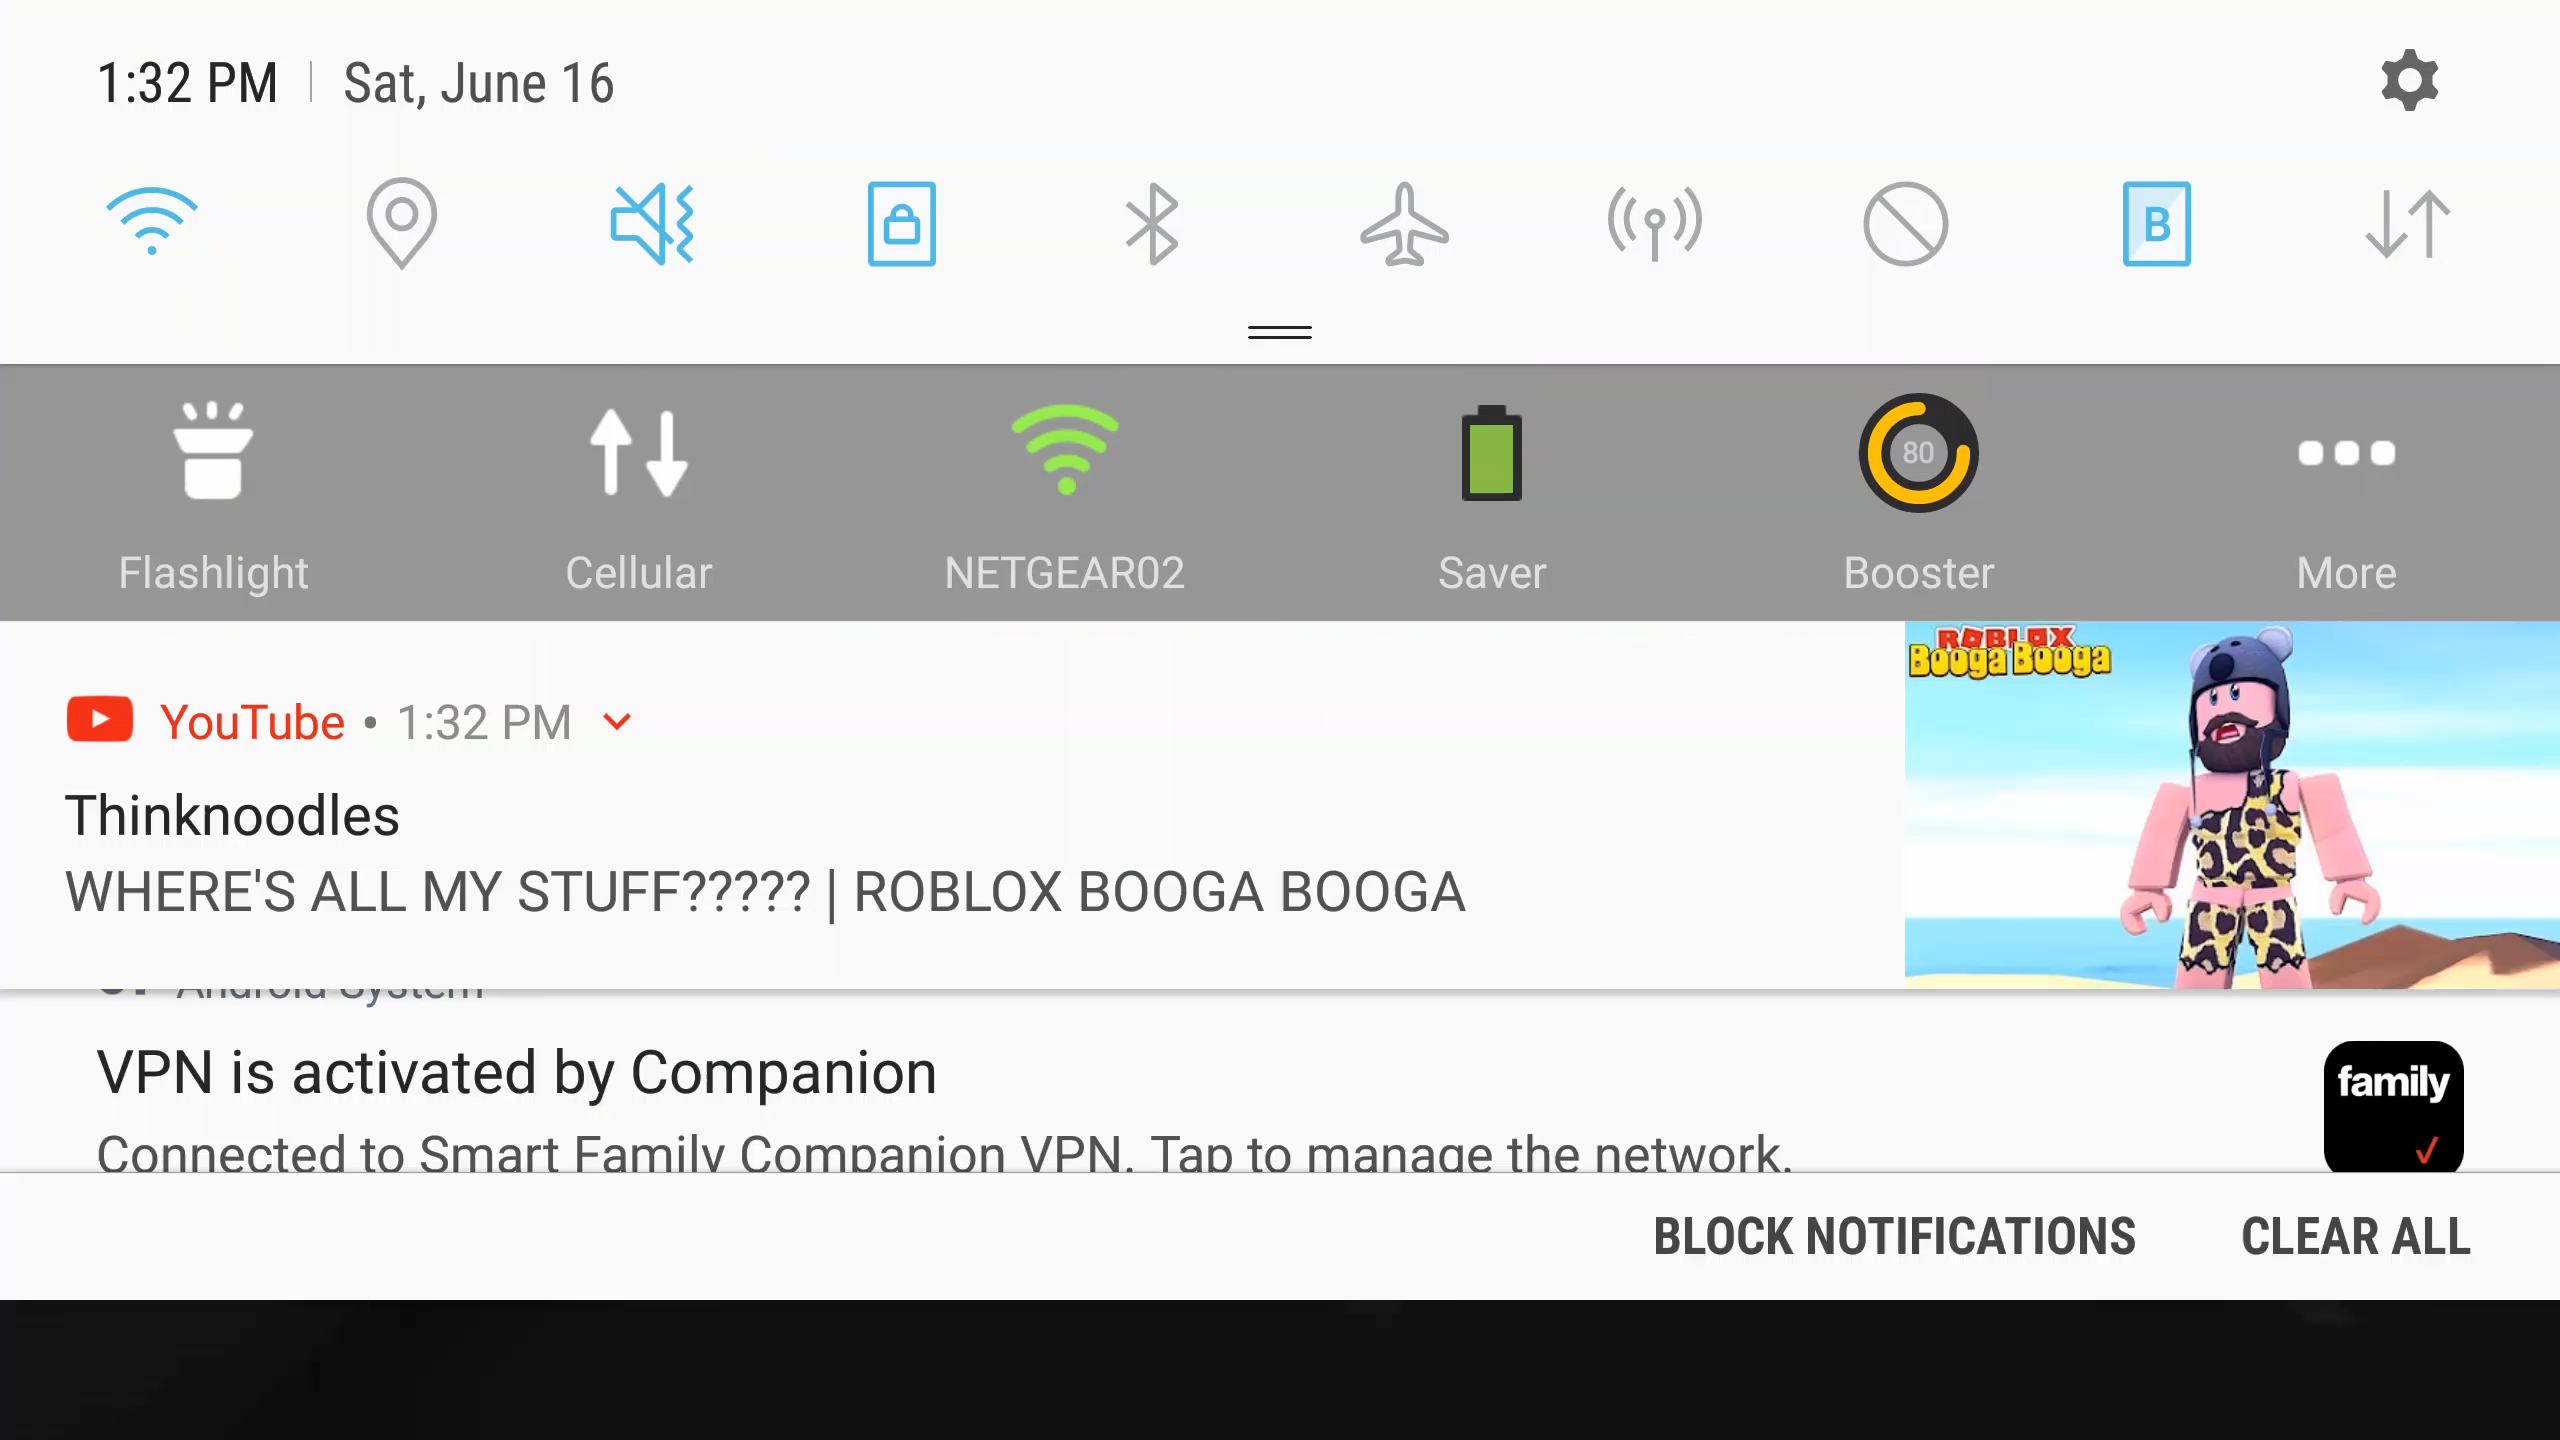 1:32 PM | Sat, June 16
B
80
Flashlight Cellular NETGEAR02 Saver Booster More
ROBLOX
Booga Booga
YouTube • 1:32 PM
Thinknoodles
WHERE'S ALL MY STUFF????? | ROBLOX BOOGA BOOGA
Android System
VPN is activated by Companion
family
Connected to Smart Family Companion VPN. Tap to manage the network.
BLOCK NOTIFICATIONS CLEAR ALL